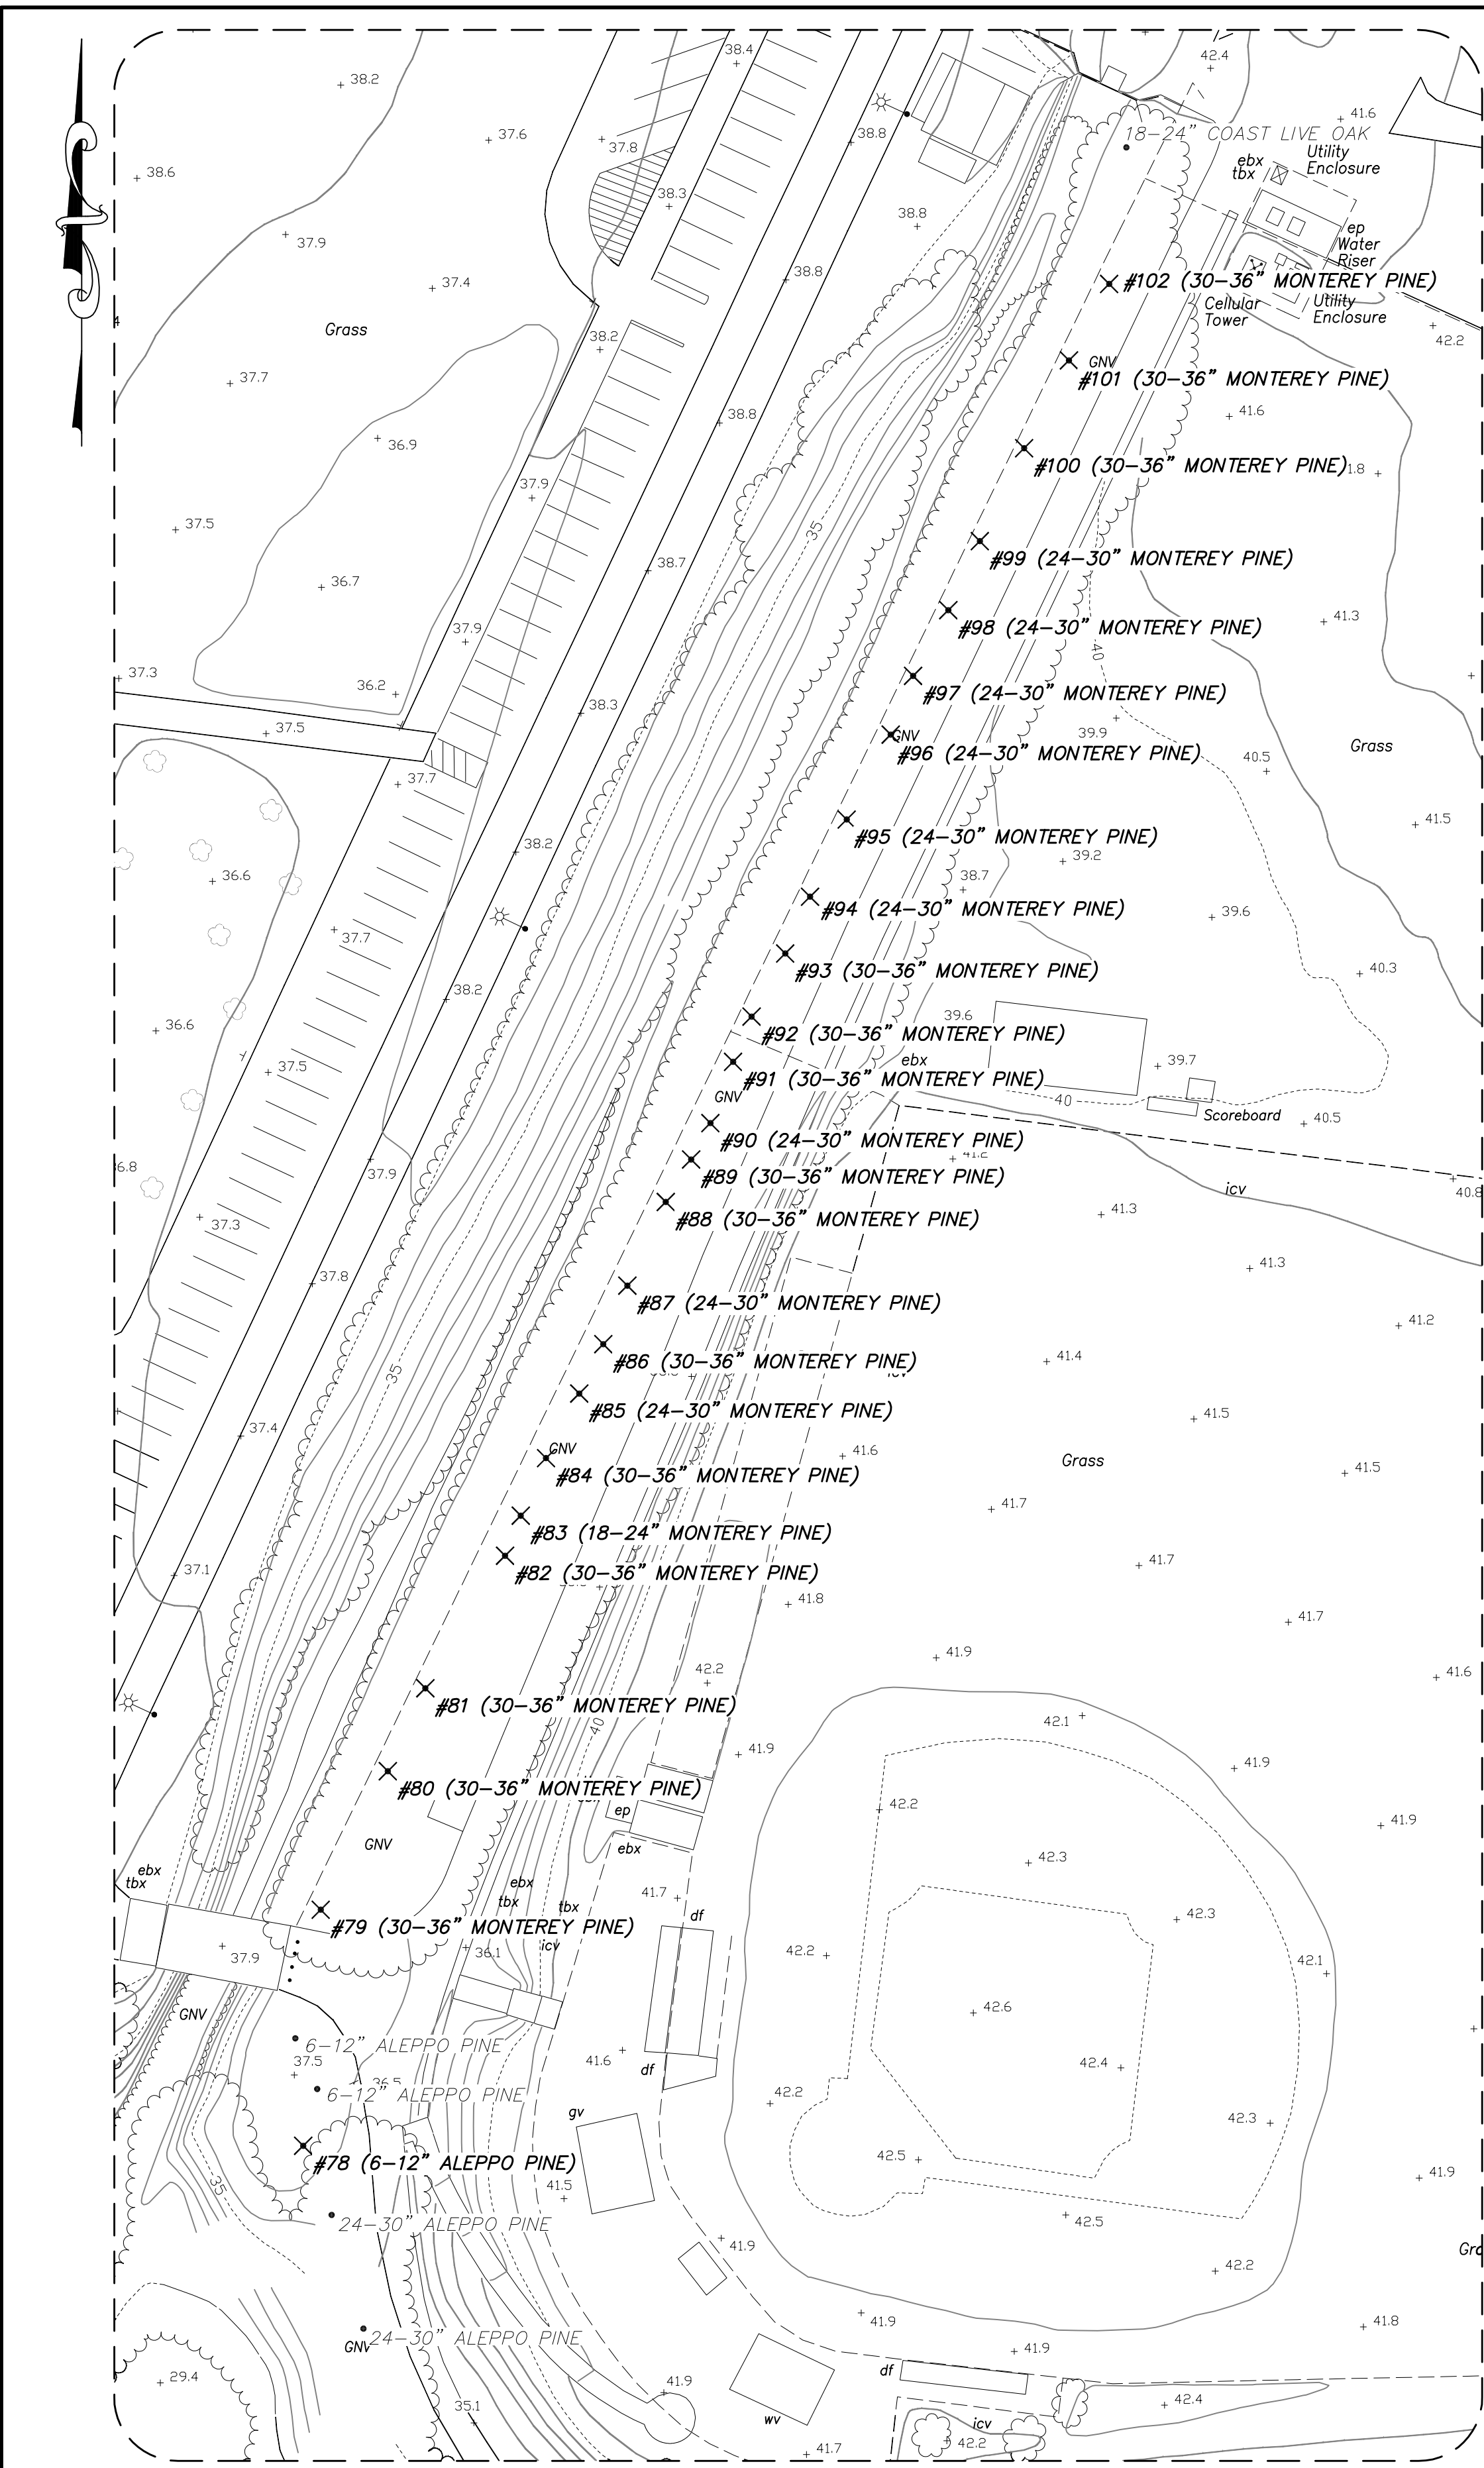 38.4
42.4
38.2
41.6
37.6
37.8
38.8
18-24" COAST LIVE OAK
38.6
ebx
tbx
Utility
Enclosure
38.3
38.8
ep
Water
Riser
37.9
38.8
37.4
#102 (30-36" MONTEREY PINE)
Cellular
Tower
Utility
Enclosure
4
Grass
38.2
42.2
GNV
#101 (30-36" MONTEREY PINE)
37.7
38.8
41.6
36.9
#100 (30-36" MONTEREY PINE)
1.8
37.9
37.5
35
38.7
#99 (24-30" MONTEREY PINE)
36.7
41.3
37.9
#98 (24-30" MONTEREY PINE)
40
37.3
36.2
#97 (24-30" MONTEREY PINE)
38.3
37.5
39.9
GNV
#96 (24-30" MONTEREY PINE)
40.5
Grass
37.7
41.5
38.2
#95 (24-30" MONTEREY PINE)
39.2
36.6
38.7
#94 (24-30" MONTEREY PINE)
39.6
37.7
#93 (30-36" MONTEREY PINE)
40.3
38.2
39.6
36.6
#92 (30-36" MONTEREY PINE)
ebx
39.7
37.5
#91 (30-36" MONTEREY PINE)
GNV
40
Scoreboard
40.5
#90 (24-30" MONTEREY PINE)
41.2
36.8
37.9
#89 (30-36" MONTEREY PINE)
icv
40.8
37.3
#88 (30-36" MONTEREY PINE)
41.3
41.3
37.8
#87 (24-30" MONTEREY PINE)
41.2
35
#86 (30-36" MONTEREY PINE)
41.4
icv
#85 (24-30" MONTEREY PINE)
37.4
41.5
GNV
41.6
Grass
#84 (30-36" MONTEREY PINE)
41.5
41.7
#83 (18-24" MONTEREY PINE)
37.1
#82 (30-36" MONTEREY PINE)
41.7
41.8
41.7
41.9
42.2
41.6
#81 (30-36" MONTEREY PINE)
40
42.1
41.9
41.9
#80 (30-36" MONTEREY PINE)
ep
42.2
41.9
GNV
ebx
42.3
ebx
tbx
ebx
tbx
tbx
41.7
df
#79 (30-36" MONTEREY PINE)
42.3
37.9
36.1
icv
42.2
42.1
GNV
42.6
6-12" ALEPPO PINE
37.5
41.6
df
42.4
36.5
6-12" ALEPPO PINE
42.2
gv
42.3
#78 (6-12" ALEPPO PINE)
42.5
35
41.5
41.9
24-30" ALEPPO PINE
42.5
41.9
Gra
42.2
41.9
41.8
24-30" ALEPPO PINE
GNV
41.9
df
29.4
41.9
35.1
42.4
wv
icv
42.2
41.7